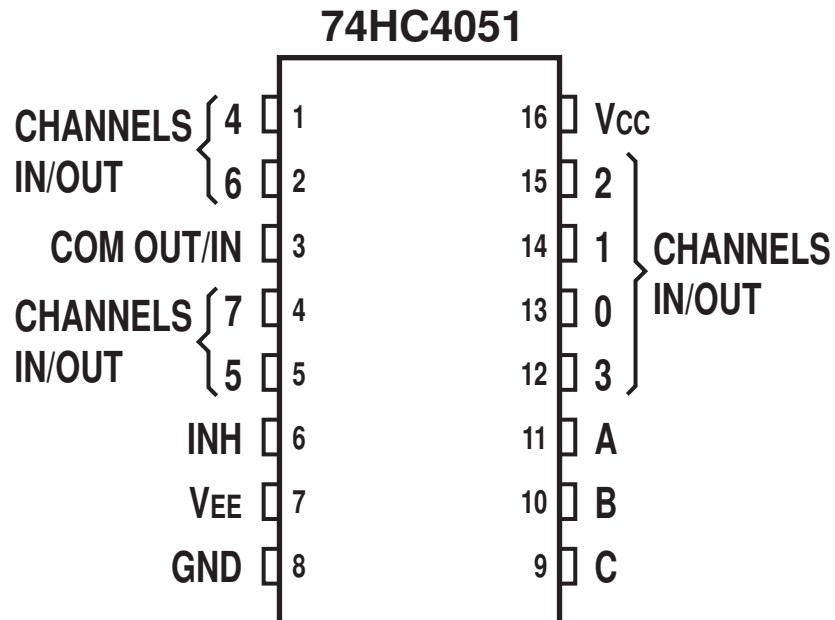 74HC4051
CHANNELS
IN/OUT
4 1
6 2
COM OUT/IN 3
CHANNELS
IN/OUT
7 4
5 5
INH 6
VEE 7
GND 8
16 VCC
15 2
14 1
13 0
12 3
CHANNELS
IN/OUT
11 A
10 B
9 C